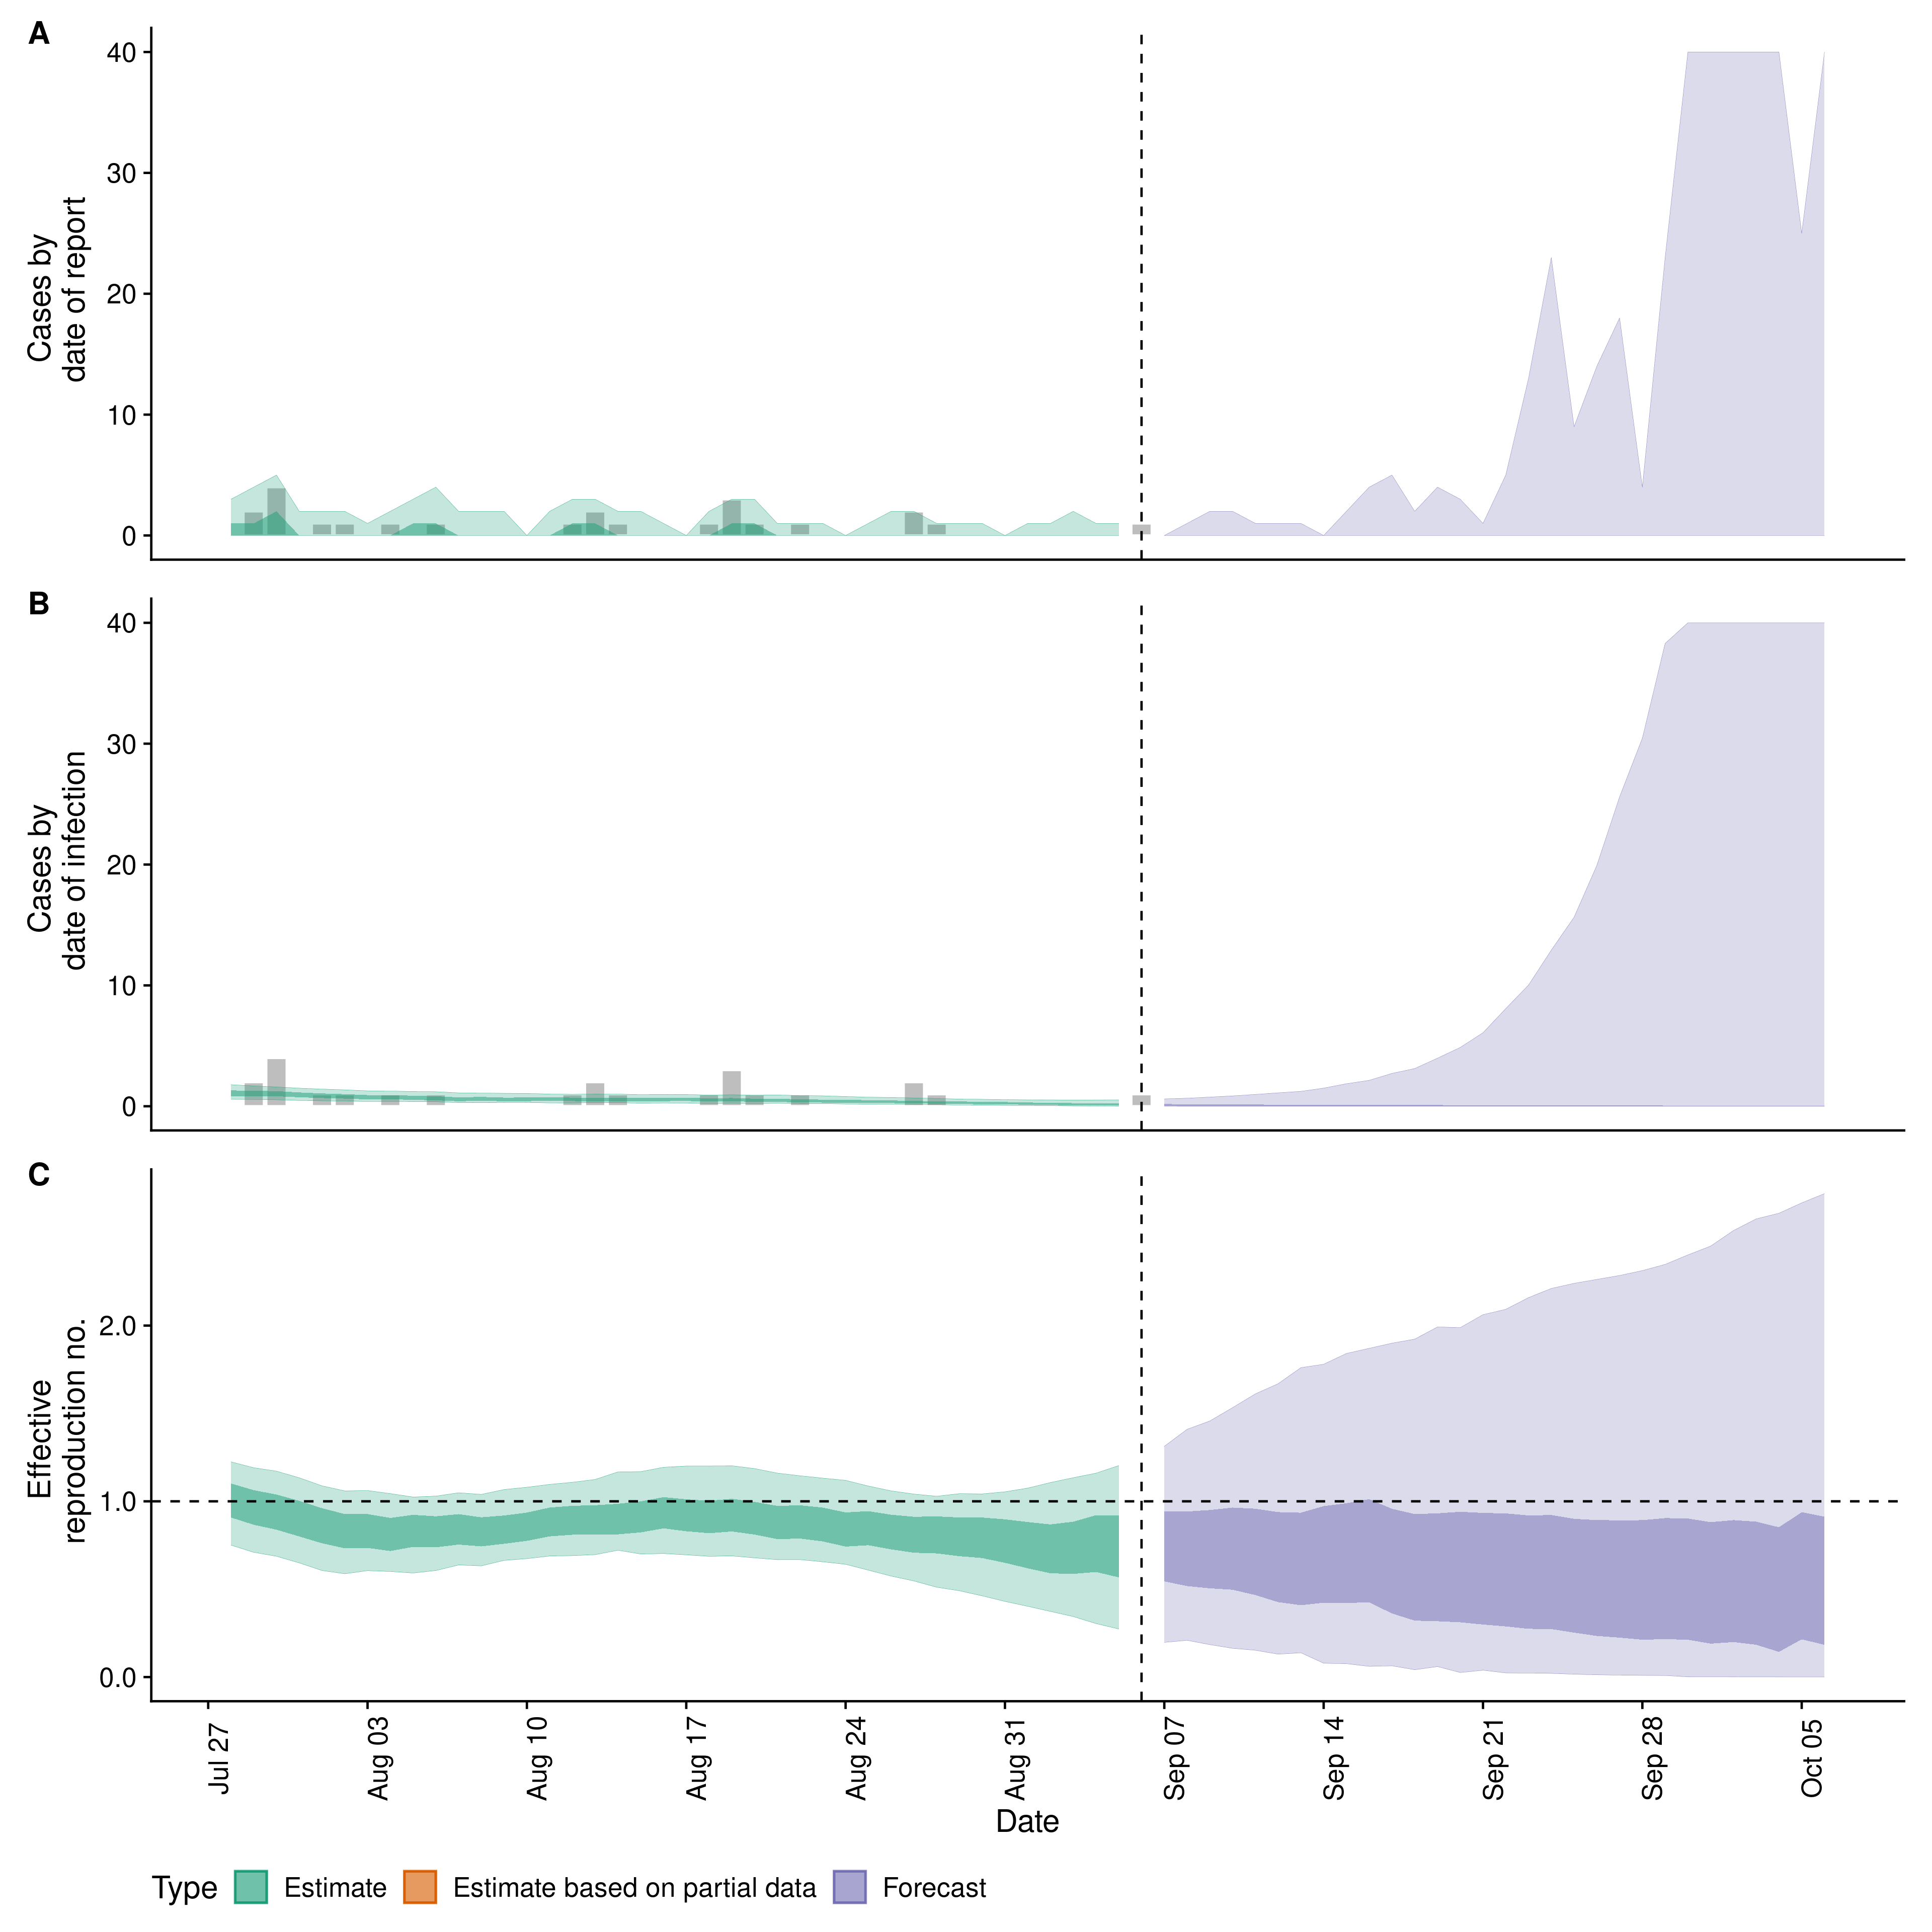 A
Cases by
date of report
40
30
20
10
0
B
Cases by
date of infection
40
30
20
10
0
C
Effective
reproduction no.
2.0
1.0
0.0
Jul 27
Aug 03
Aug 10
Aug 17
Aug 24
Aug 31
Sep 07
Sep 14
Sep 21
Sep 28
Oct 05
Date
Type Estimate Estimate based on partial data Forecast